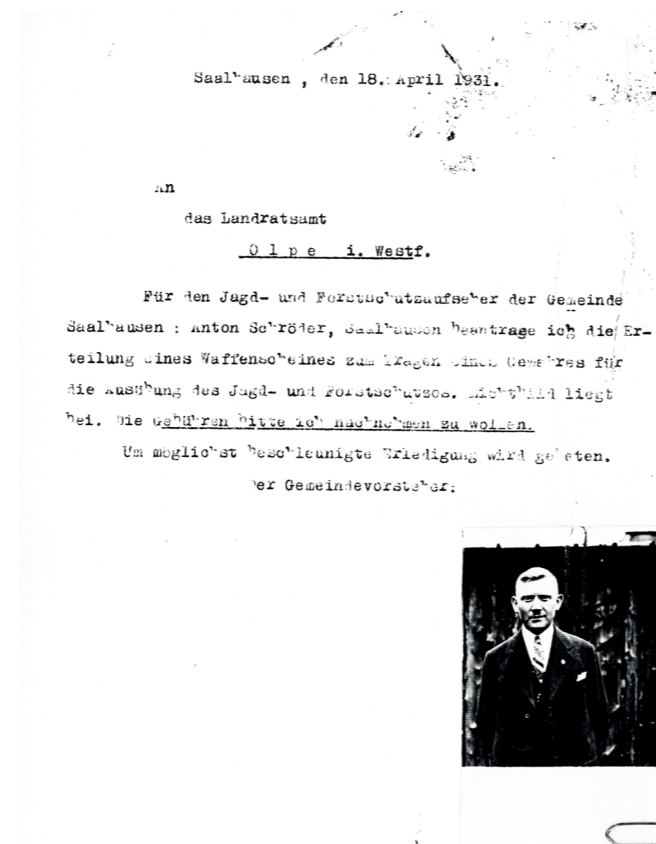 Saalhausen , den 18. April 1931.
An
das Landratsamt
Olpe i. Westf.
Für den Jagd- und Forstschutzaufseher der Gemeinde
Saalhausen : Anton Schröder, Saalhausen beantrage ich die Er-
teilung eines Waffenscheines zum Tragen eines Gewehres für
die Ausübung des Jagd- und Forstschutzes. Lichtbild liegt
bei. Die Gebühren bitte ich nachnehmen zu wollen.
Um möglichst beschleunigte Erledigung wird gebeten.
Der Gemeindevorsteher: